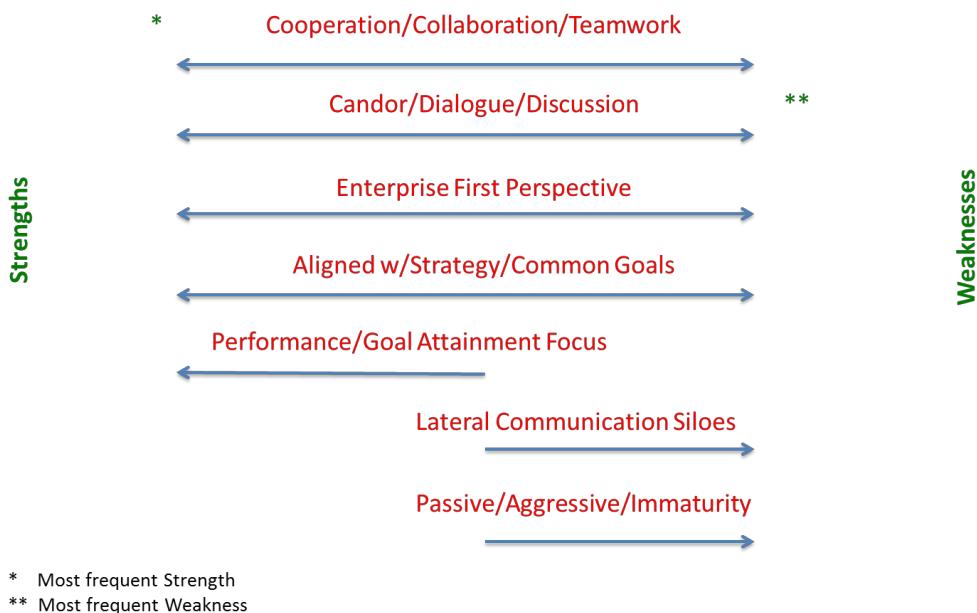 * Cooperation/Collaboration/Teamwork
Candor/Dialogue/Discussion **
Enterprise First Perspective
Strengths
Weaknesses
Aligned w/Strategy/Common Goals
Performance/Goal Attainment Focus
Lateral Communication Siloes
Passive/Aggressive/Immaturity
* Most frequent Strength
** Most frequent Weakness